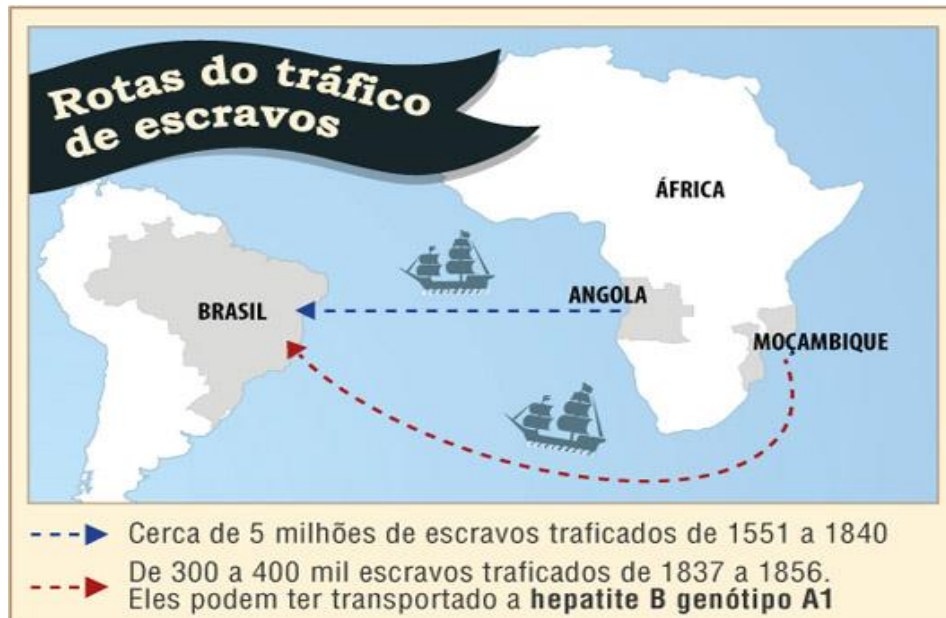 Rotas do tráfico
de escravos
ÁFRICA
ANGOLA
BRASIL
MOÇAMBIQUE
Cerca de 5 milhões de escravos traficados de 1551 a 1840
De 300 a 400 mil escravos traficados de 1837 a 1856.
Eles podem ter transportado a hepatite B genótipo A1